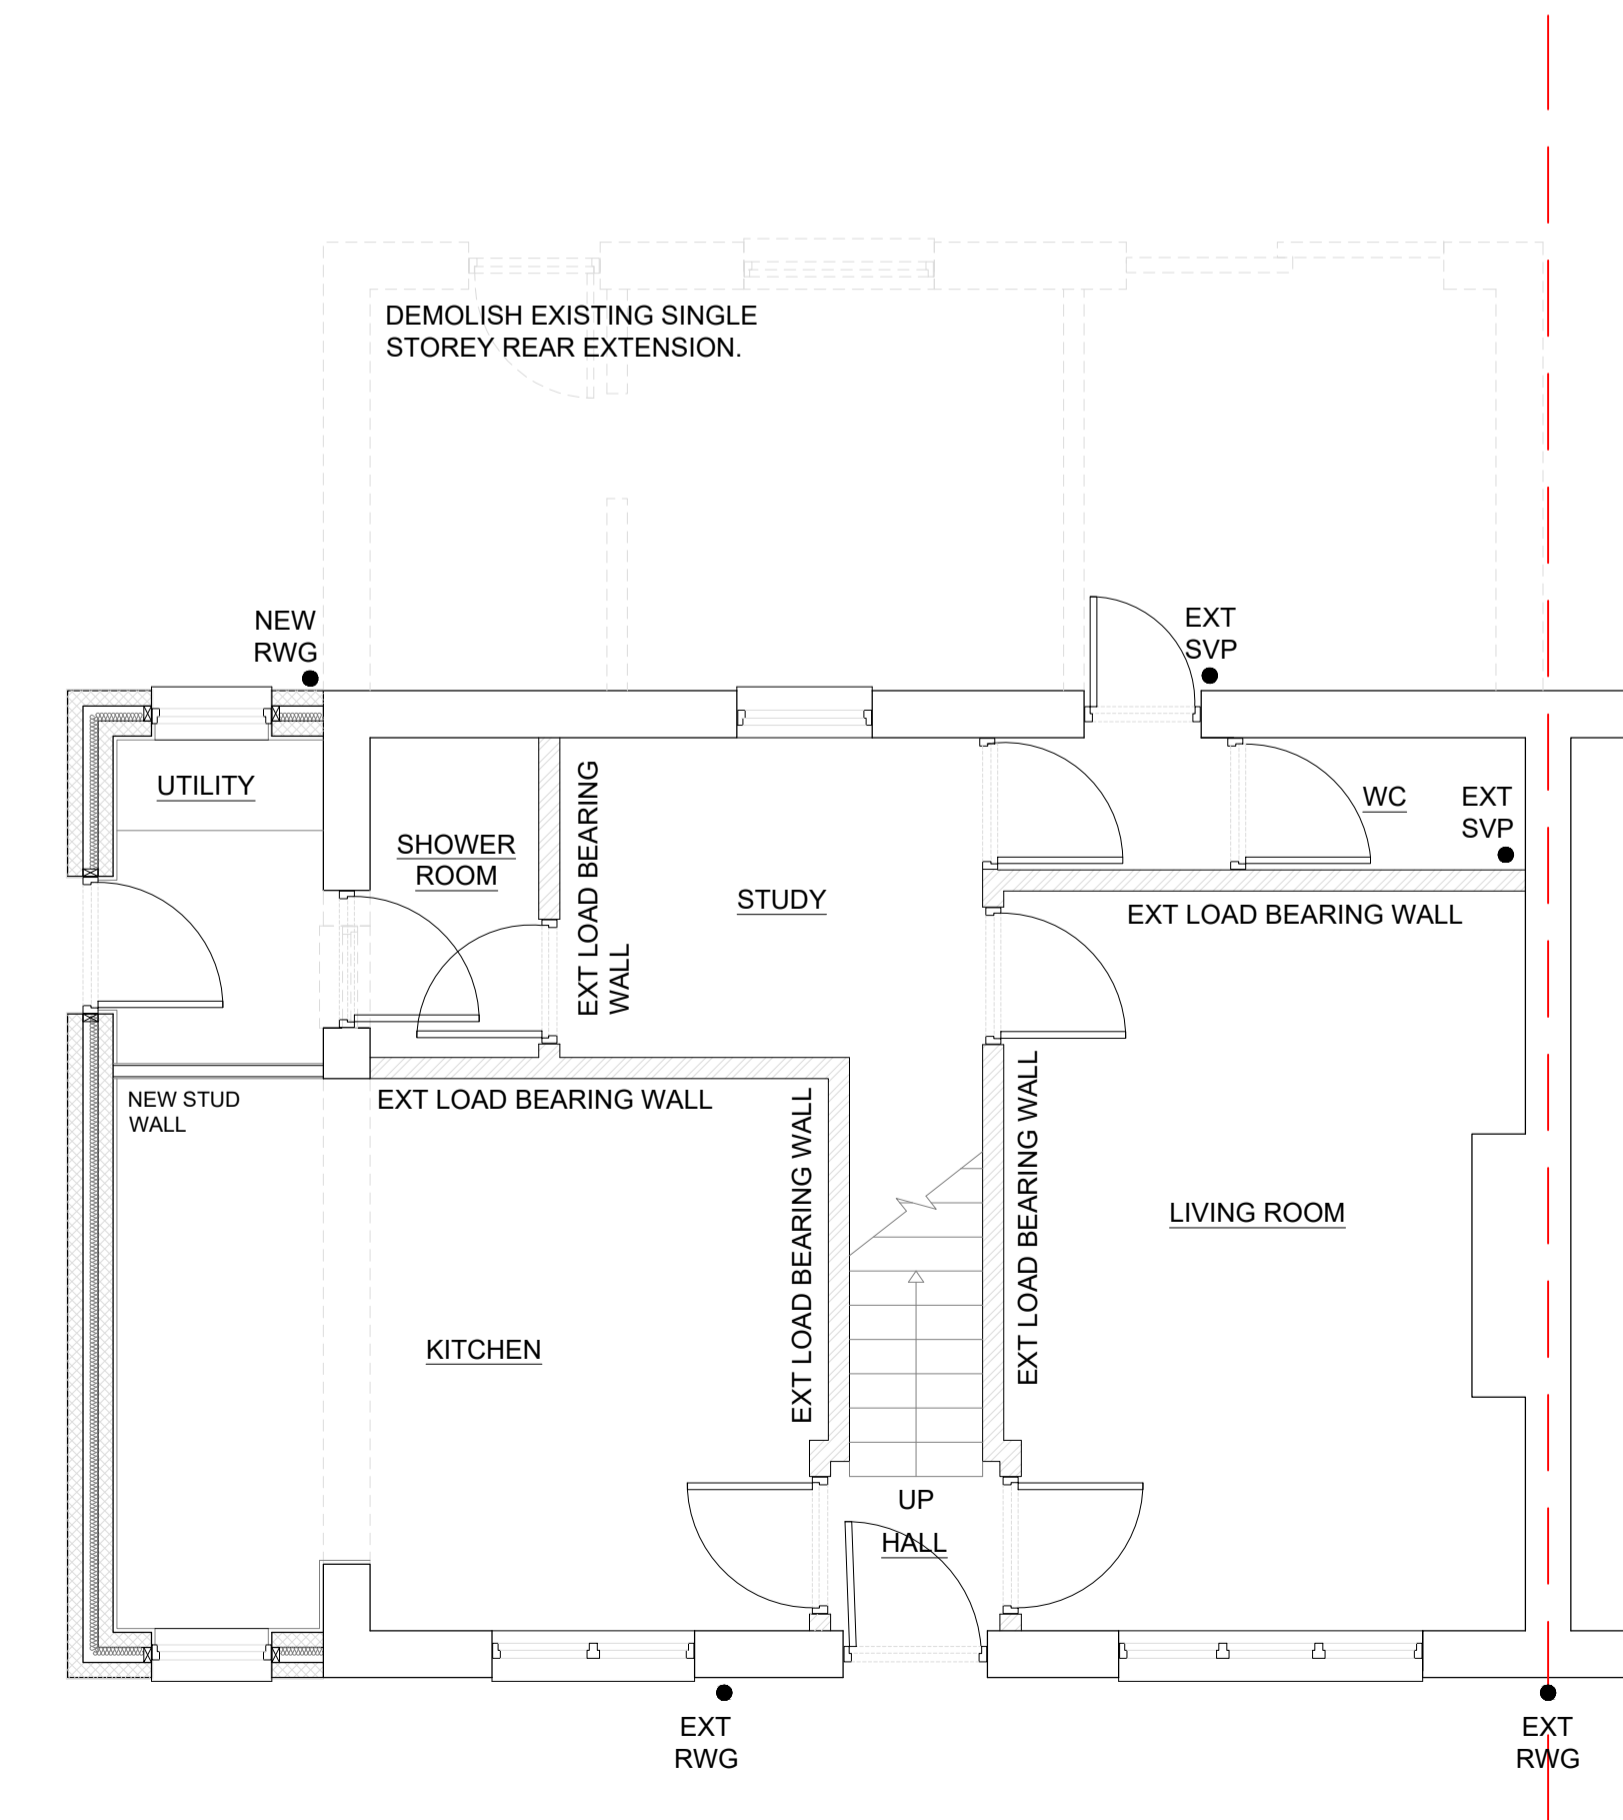 DEMOLISH EXISTING SINGLE
STOREY REAR EXTENSION.
NEW
RWG
EXT
SVP
UTILITY
SHOWER
ROOM
EXT LOAD BEARING
WALL
STUDY
WC
EXT
SVP
EXT LOAD BEARING WALL
NEW STUD
WALL
EXT LOAD BEARING WALL
EXT LOAD BEARING WALL
EXT LOAD BEARING WALL
LIVING ROOM
KITCHEN
UP
HALL
EXT
RWG
EXT
RWG